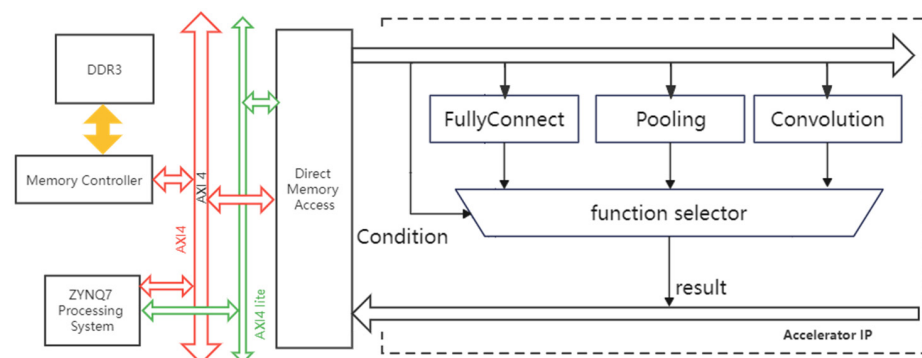 DDR3
Memory Controller
ZYNQ7
Processing
System
AXI4
AXI 4
AXI4 lite
Direct
Memory
Access
FullyConnect
Pooling
Convolution
function selector
Condition
result
Accelerator IP